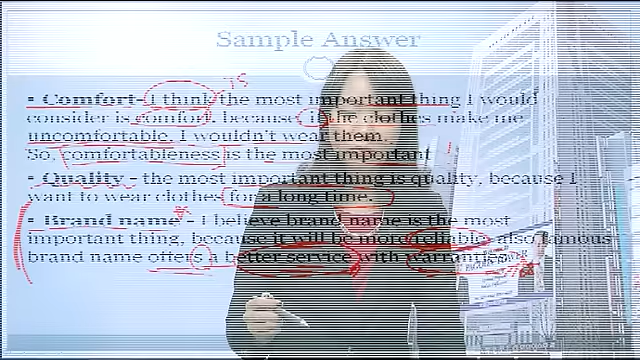 Sample Answer
• Comfort- I think the most important thing I would
consider is comfort, because if the clothes make me
uncomfortable, I wouldn't wear them.
So, comfortableness is the most important
• Quality - the most important thing is quality, because I
want to wear clothes for a long time.
• Brand name - I believe brand name is the most
important thing, because it will be more reliable also famous
brand name offers a better service with warranties.